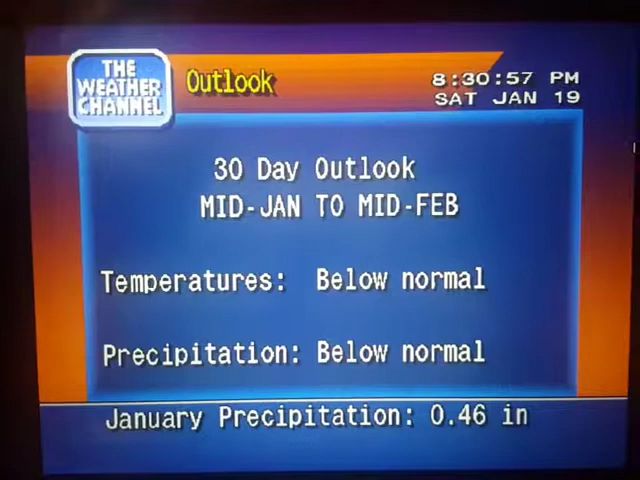 THE
WEATHER
CHANNEL
Outlook
8:30:57 PM
SAT JAN 19
30 Day Outlook
MID-JAN TO MID-FEB
Temperatures: Below normal
Precipitation: Below normal
January Precipitation: 0.46 in